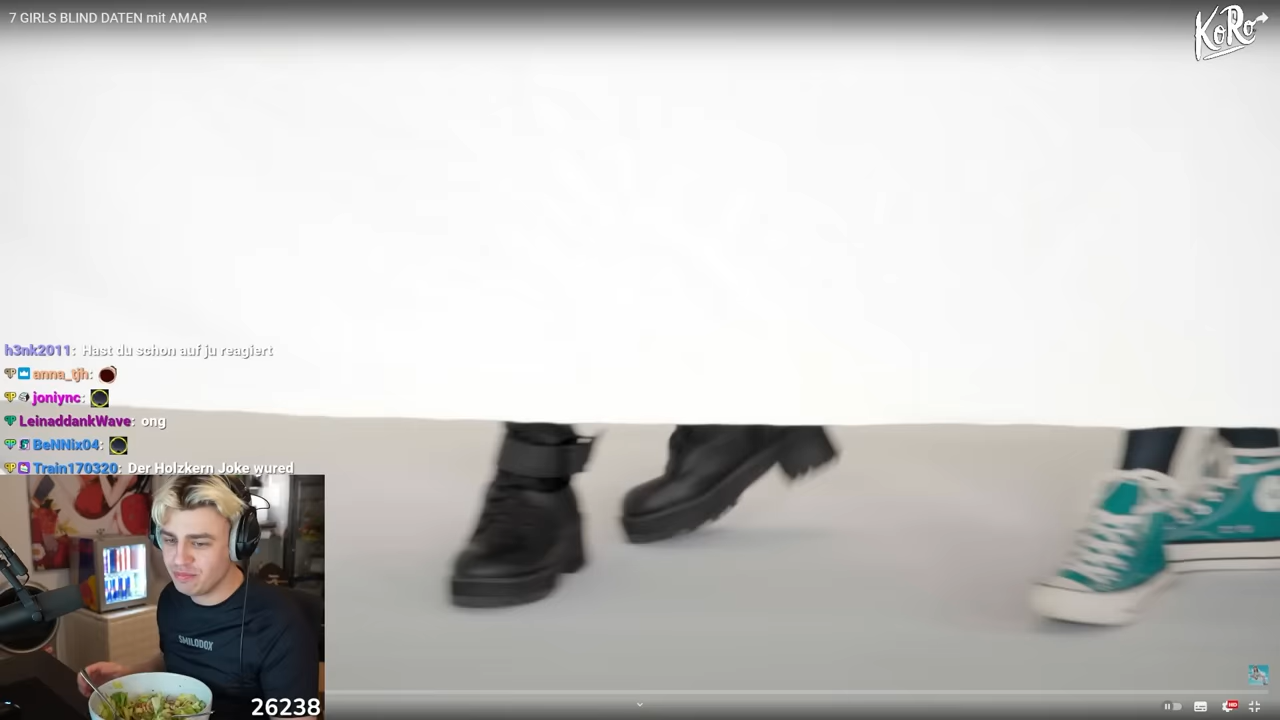 7 GIRLS BLIND DATEN mit AMAR
KoRo
h3nk2011: Hast du schon auf ju reagiert
anna_tjh:
joniync:
LeinaddankWave: ong
BeNNix04:
Train170320: Der Holzkern Joke wured
SMILODOX
26238
HD